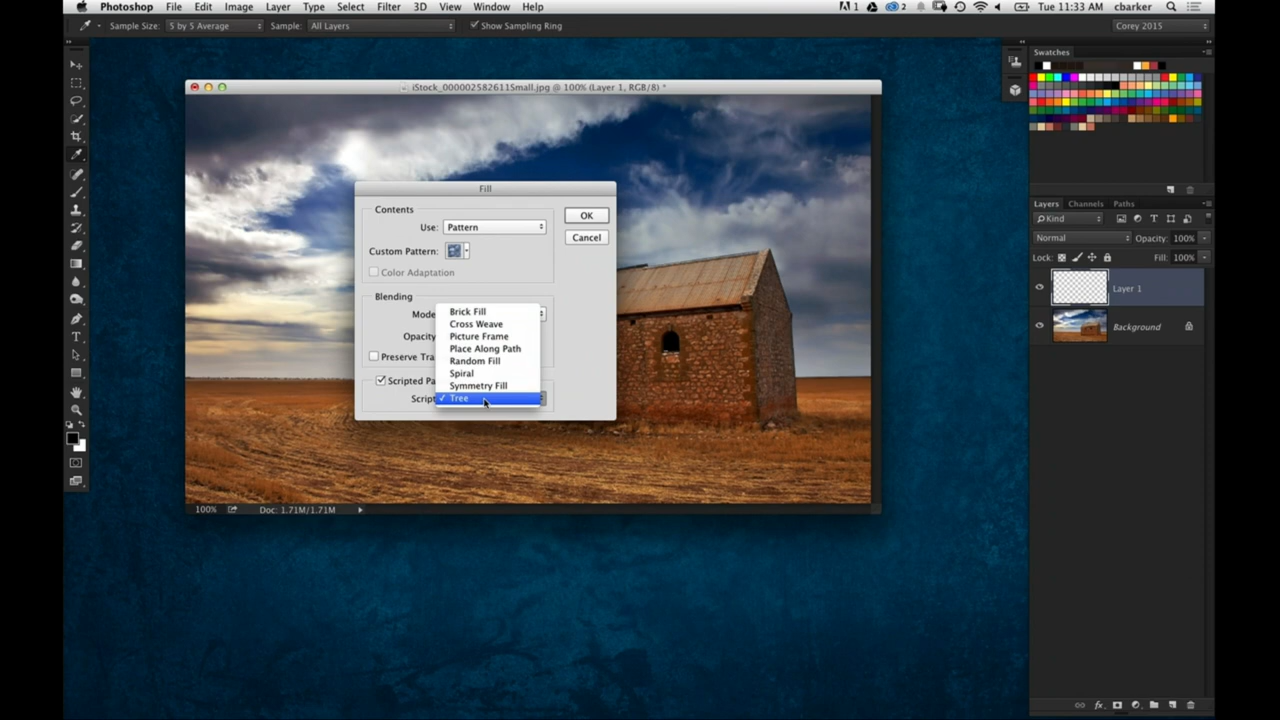 Photoshop File Edit Image Layer Type Select Filter 3D View Window Help 1 2 Tue 11:33 AM cbarker
Sample Size: 5 by 5 Average Sample: All Layers Show Sampling Ring Corey 2015
Swatches
iStock_000002582611Small.jpg @ 100% (Layer 1, RGB/8) *
Fill
Contents
Use: Pattern
Custom Pattern:
Color Adaptation
OK
Cancel
Blending
Mode
Opacity
Preserve Tra
Scripted Pa
Script
Brick Fill
Cross Weave
Picture Frame
Place Along Path
Random Fill
Spiral
Symmetry Fill
✓ Tree
100% Doc: 1.71M/1.71M
Layers Channels Paths
Kind
Normal Opacity: 100%
Lock: Fill: 100%
Layer 1
Background
fx